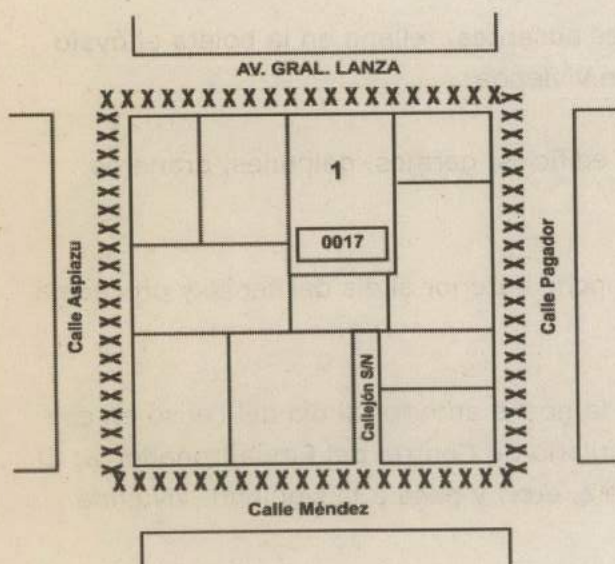 AV. GRAL. LANZA
X X X X X X X X X X X X X X X X X X X X X X
1
0017
Calle Aspiazu
Calle Pagador
Callejón S/N
X X X X X X X X X X X X X X X X X X X X X X
Calle Méndez